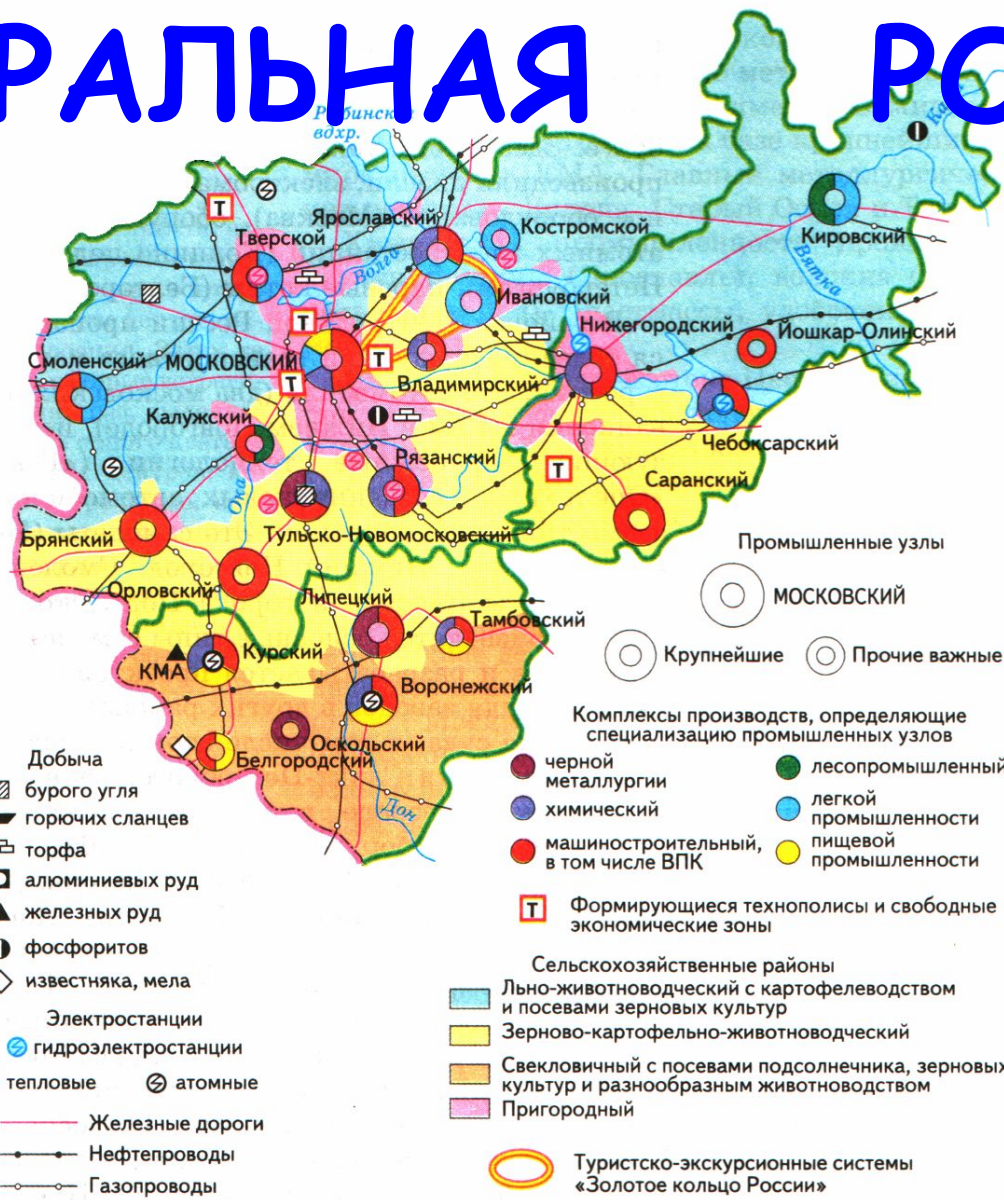 РАЛЬНАЯ РО
Рыбинское
вдхр.
Кама
Т
Ярославский
Костромской
Тверской
Кировский
Волга
Вятка
Ивановский
Т
Нижегородский
Йошкар-Олинский
Смоленский
МОСКОВСКИЙ
Т
Т
Владимирский
Калужский
Чебоксарский
Рязанский
Т
Саранский
Ока
Брянский
Тульско-Новомосковский
Орловский
Липецкий
Тамбовский
Курский
КМА
Воронежский
Оскольский
Белгородский
Дон
Промышленные узлы
МОСКОВСКИЙ
Крупнейшие
Прочие важные
Комплексы производств, определяющие
специализацию промышленных узлов
черной
металлургии
химический
машиностроительный,
в том числе ВПК
лесопромышленный
легкой
промышленности
пищевой
промышленности
Т
Формирующиеся технополисы и свободные
экономические зоны
Сельскохозяйственные районы
Льно-животноводческий с картофелеводством
и посевами зерновых культур
Зерново-картофельно-животноводческий
Свекловичный с посевами подсолнечника, зерновых
культур и разнообразным животноводством
Пригородный
Туристско-экскурсионные системы
«Золотое кольцо России»
Добыча
бурого угля
горючих сланцев
торфа
алюминиевых руд
железных руд
фосфоритов
известняка, мела
Электростанции
гидроэлектростанции
тепловые
атомные
Железные дороги
Нефтепроводы
Газопроводы